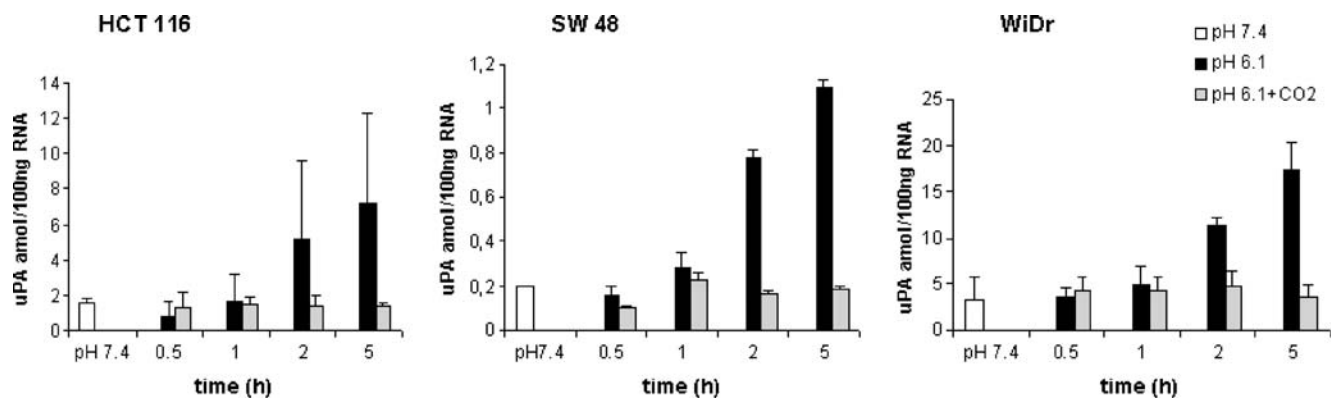 HCT 116
uPA amol/100ng RNA
14
12
10
8
6
4
2
0
pH 7.4 0.5 1 2 5
time (h)
SW 48
uPA amol/100ng RNA
1,2
1
0,8
0,6
0,4
0,2
0
pH7.4 0.5 1 2 5
time (h)
WiDr
pH 7.4
pH 6.1
pH 6.1+CO2
uPA amol/100ng RNA
25
20
15
10
5
0
pH 7.4 0.5 1 2 5
time (h)